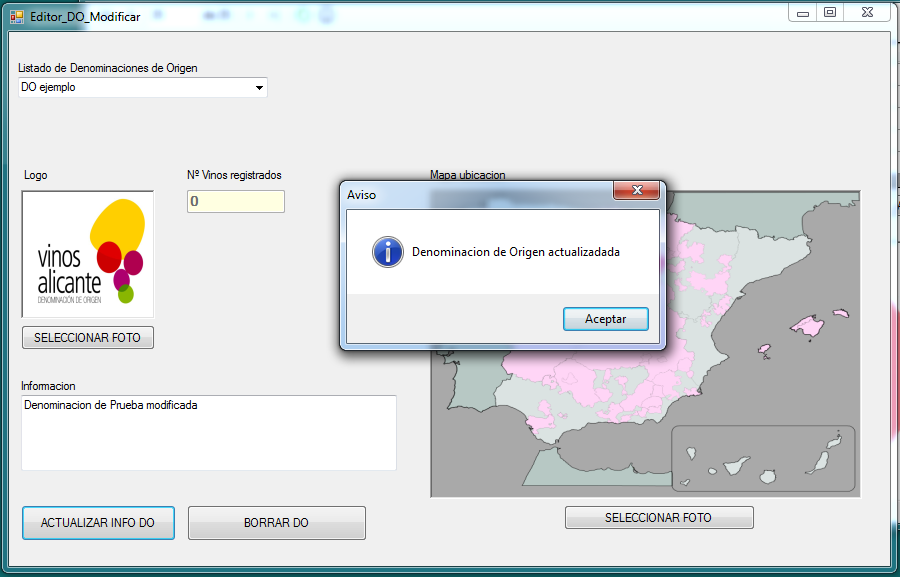 Editor_DO_Modificar
Listado de Denominaciones de Origen
DO ejemplo
Logo
Nº Vinos registrados
Mapa ubicacion
0
vinos
alicante
DENOMINACIÓN DE ORIGEN
SELECCIONAR FOTO
Aviso
Denominacion de Origen actualizadada
Aceptar
Informacion
Denominacion de Prueba modificada
ACTUALIZAR INFO DO
BORRAR DO
SELECCIONAR FOTO